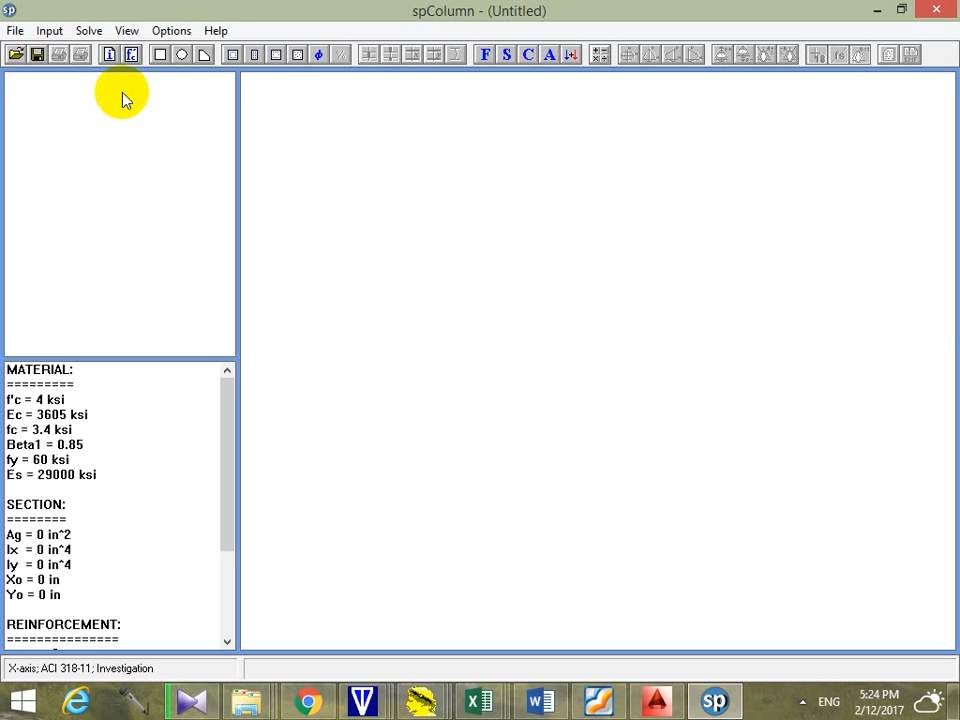 sp
spColumn - (Untitled)
File Input Solve View Options Help
i fc ϕ F S C A
MATERIAL:
=========
f'c = 4 ksi
Ec = 3605 ksi
fc = 3.4 ksi
Beta1 = 0.85
fy = 60 ksi
Es = 29000 ksi
SECTION:
========
Ag = 0 in^2
Ix = 0 in^4
Iy = 0 in^4
Xo = 0 in
Yo = 0 in
REINFORCEMENT:
===============
X-axis; ACI 318-11; Investigation
sp
ENG
5:24 PM
2/12/2017